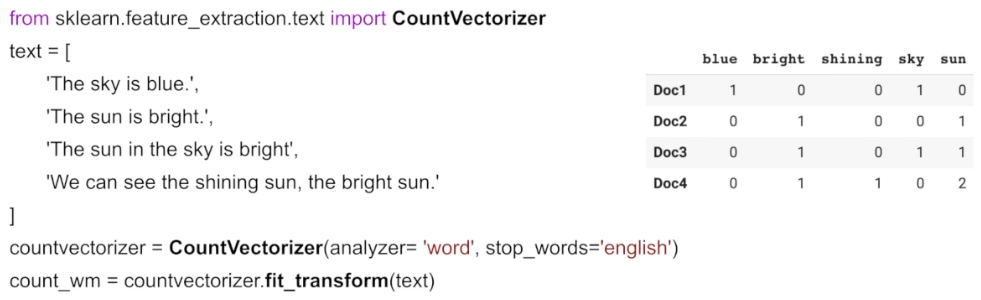 from sklearn.feature_extraction.text import CountVectorizer
text = [
'The sky is blue.',
'The sun is bright.',
'The sun in the sky is bright',
'We can see the shining sun, the bright sun.'
]
countvectorizer = CountVectorizer(analyzer= 'word', stop_words='english')
count_wm = countvectorizer.fit_transform(text)
blue bright shining sky sun
Doc1 1 0 0 1 0
Doc2 0 1 0 0 1
Doc3 0 1 0 1 1
Doc4 0 1 1 0 2